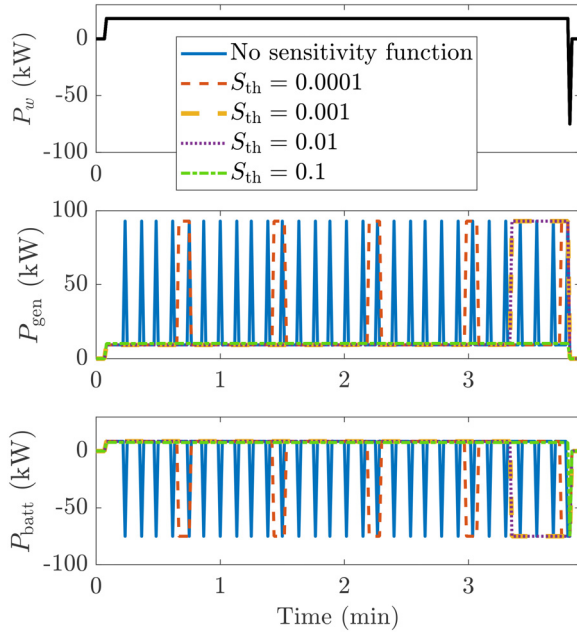 0
-50
-100
P_w (kW)
No sensitivity function
S_th = 0.0001
S_th = 0.001
S_th = 0.01
S_th = 0.1
0
100
50
0
P_gen (kW)
0 1 2 3
0
-50
-100
P_batt (kW)
0 1 2 3
Time (min)